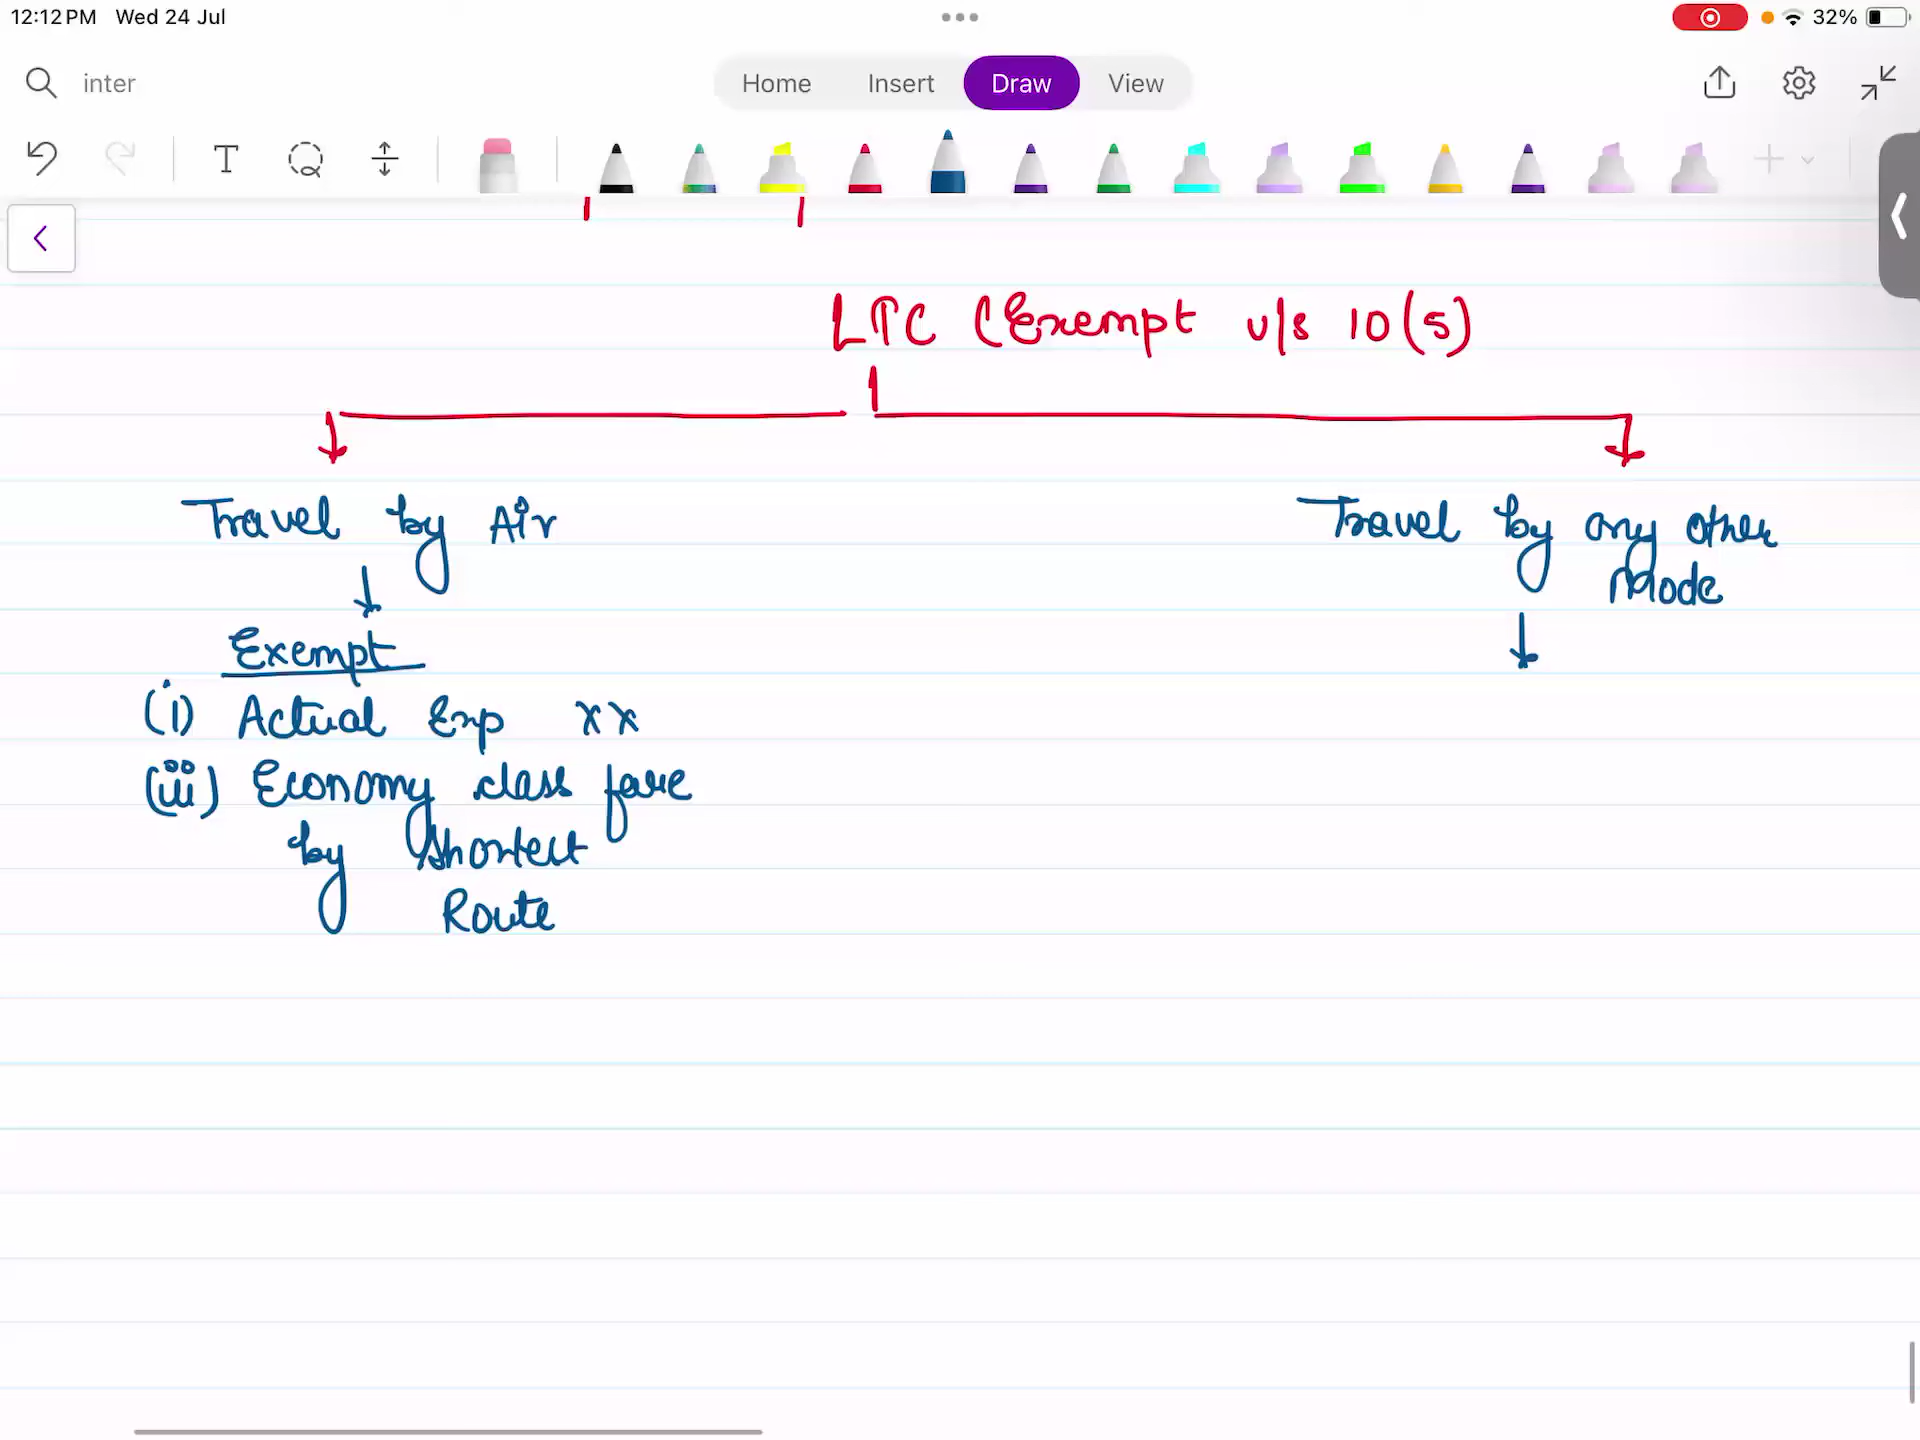 12:12 PM Wed 24 Jul
32%
inter
Home Insert Draw View
T
LTC (Exempt u/s 10(5)
Travel by Air
Travel by any other
Mode
Exempt
(i) Actual Exp xx
(iii) Economy class fare
by shortest
Route